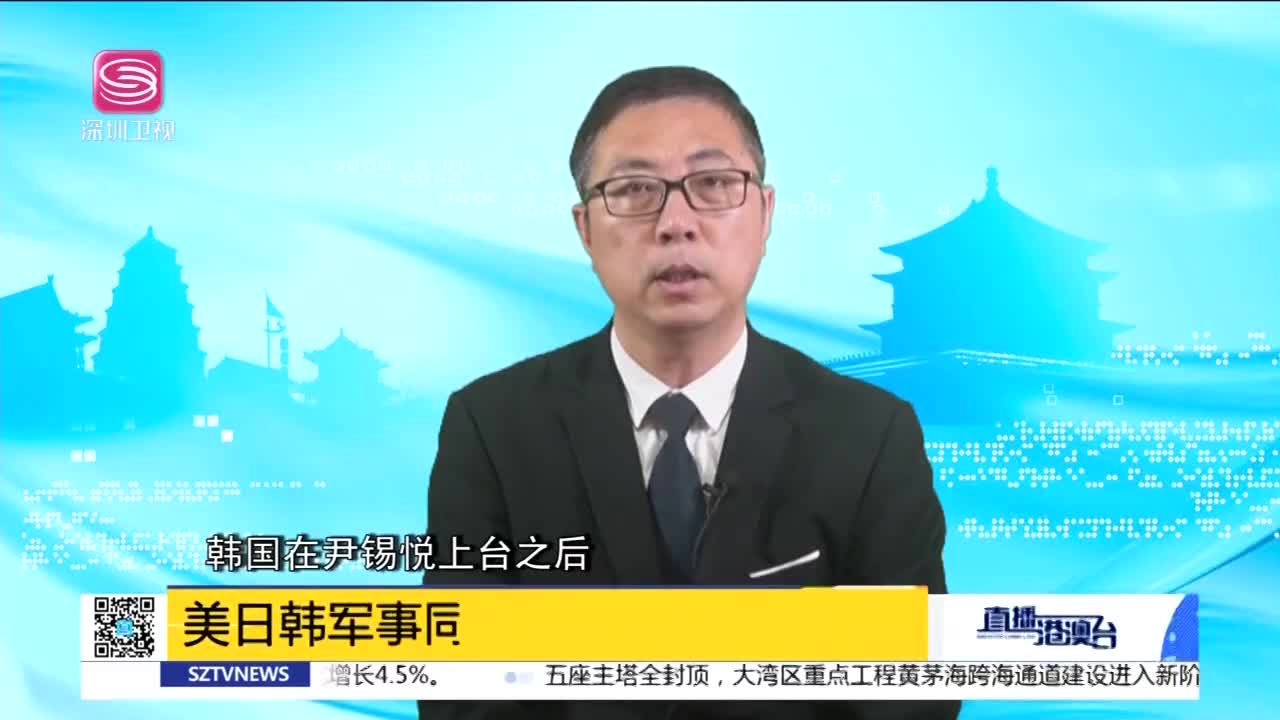 深圳卫视
韩国在尹锡悦上台之后
美日韩军事同
直播港澳台
SZTVNEWS
增长4.5%。
五座主塔全封顶，大湾区重点工程黄茅海跨海通道建设进入新阶